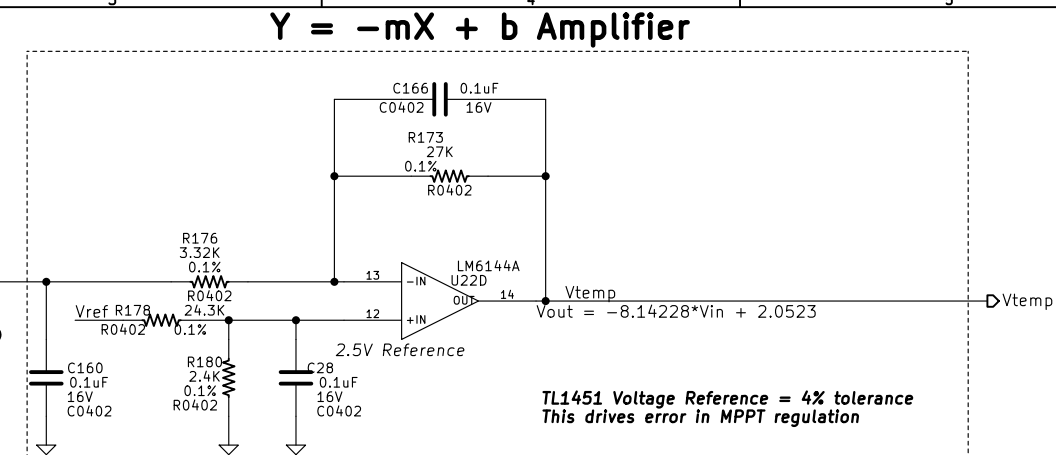 Y = -mX + b Amplifier
C166 0.1uF
C0402 16V
R173
27K
0.1%
R0402
R176
3.32K
0.1%
R0402
13 -IN
LM6144A
U22D
OUT 14
Vtemp
Vtemp
Vout = -8.14228*Vin + 2.0523
Vref R178 24.3K
R0402 0.1%
12 +IN
2.5V Reference
C160
0.1uF
16V
C0402
R180
2.4K
0.1%
R0402
C28
0.1uF
16V
C0402
TL1451 Voltage Reference = 4% tolerance
This drives error in MPPT regulation